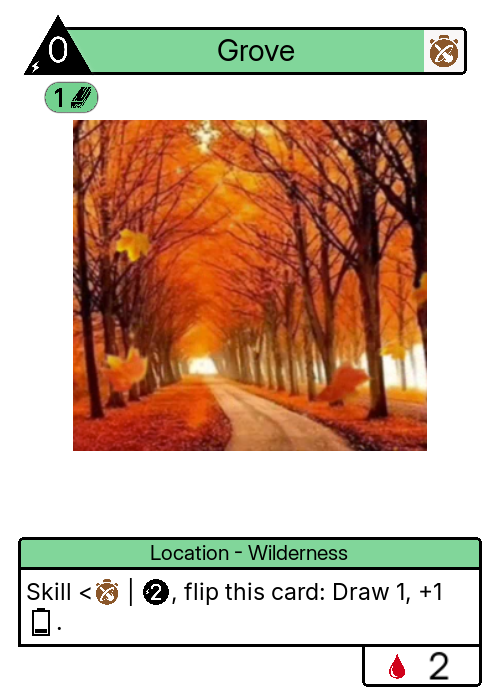 0
Grove
1
Location - Wilderness
Skill < | 2, flip this card: Draw 1, +1
.
2